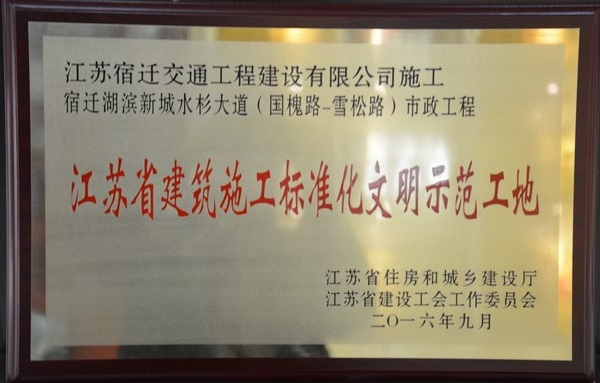 江苏宿迁交通工程建设有限公司施工
宿迁湖滨新城水杉大道（国槐路-雪松路）市政工程
江苏省建筑施工标准化文明示范工地
江苏省住房和城乡建设厅
江苏省建设工会工作委员会
二〇一六年九月